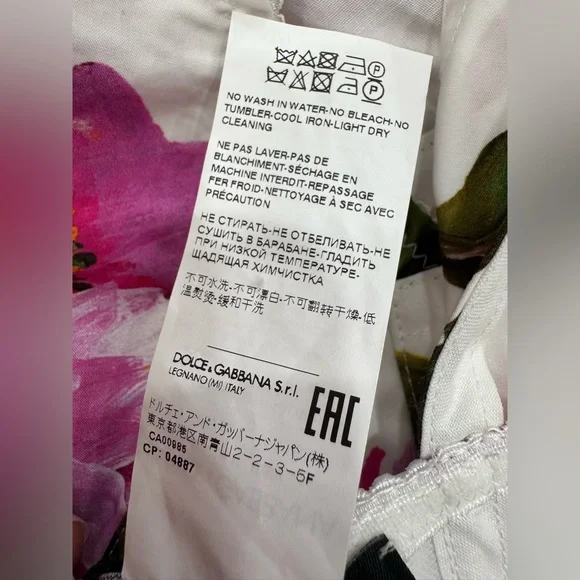 NO WASH IN WATER-NO BLEACH-NO
TUMBLER-COOL IRON-LIGHT DRY
CLEANING
NE PAS LAVER-PAS DE
BLANCHIMENT-SÉCHAGE EN
MACHINE INTERDIT-REPASSAGE
FER FROID-NETTOYAGE À SEC AVEC
PRÉCAUTION
НЕ СТИРАТЬ-НЕ ОТБЕЛИВАТЬ-НЕ
СУШИТЬ В БАРАБАНЕ-ГЛАДИТЬ
ПРИ НИЗКОЙ ТЕМПЕРАТУРЕ-
ЩАДЯЩАЯ ХИМЧИСТКА
不可水洗-不可漂白-不可翻转干燥-低
温熨烫-缓和干洗
DOLCE & GABBANA S.r.l.
LEGNANO (MI) ITALY
EAC
ドルチェ・アンド・ガッバーナジャパン(株)
東京都港区南青山2-2-3-6F
CA00985
CP: 04887